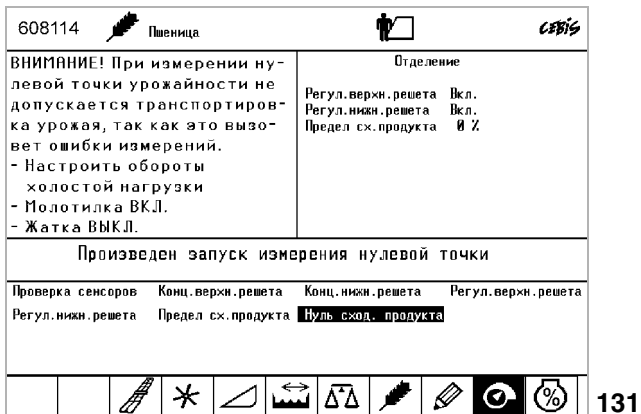 608114 Пшеница CEBIS
ВНИМАНИЕ! При измерении ну-
левой точки урожайности не
допускается транспортиров-
ка урожая, так как это вызо-
вет ошибки измерений.
- Настроить обороты
холостой нагрузки
- Молотилка ВКЛ.
- Жатка ВЫКЛ.
Отделение
Регул.верхн.решета Вкл.
Регул.нижн.решета Вкл.
Предел сх.продукта 0 %
Произведен запуск измерения нулевой точки
Проверка сенсоров Конц.верхн.решета Конц.нижн.решета Регул.верхн.решета
Регул.нижн.решета Предел сх.продукта Нуль сход. продукта
%
131